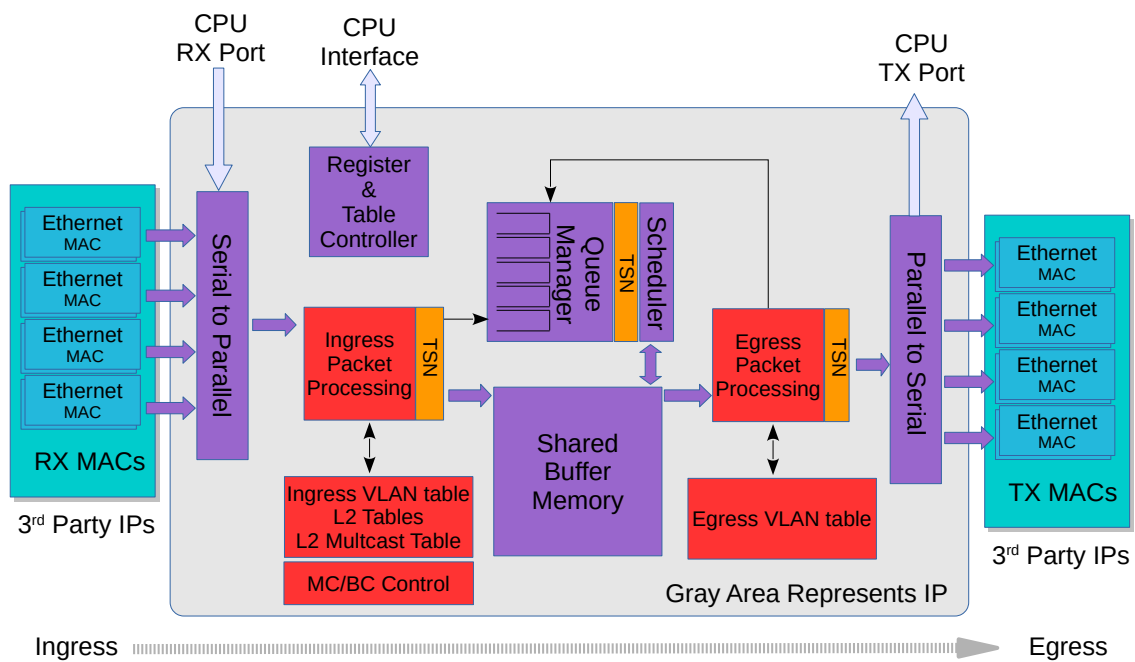 CPU
RX Port
CPU
Interface
CPU
TX Port
Register
&
Table
Controller
Ethernet
MAC
Ethernet
MAC
Ethernet
MAC
Ethernet
MAC
RX MACs
3rd Party IPs
Serial to Parallel
Ingress
Packet
Processing
TSN
Queue
Manager
TSN
Scheduler
Shared
Buffer
Memory
Egress
Packet
Processing
TSN
Parallel to Serial
Ethernet
MAC
Ethernet
MAC
Ethernet
MAC
Ethernet
MAC
TX MACs
3rd Party IPs
Ingress VLAN table
L2 Tables
L2 Multcast Table
MC/BC Control
Egress VLAN table
Gray Area Represents IP
Ingress
Egress